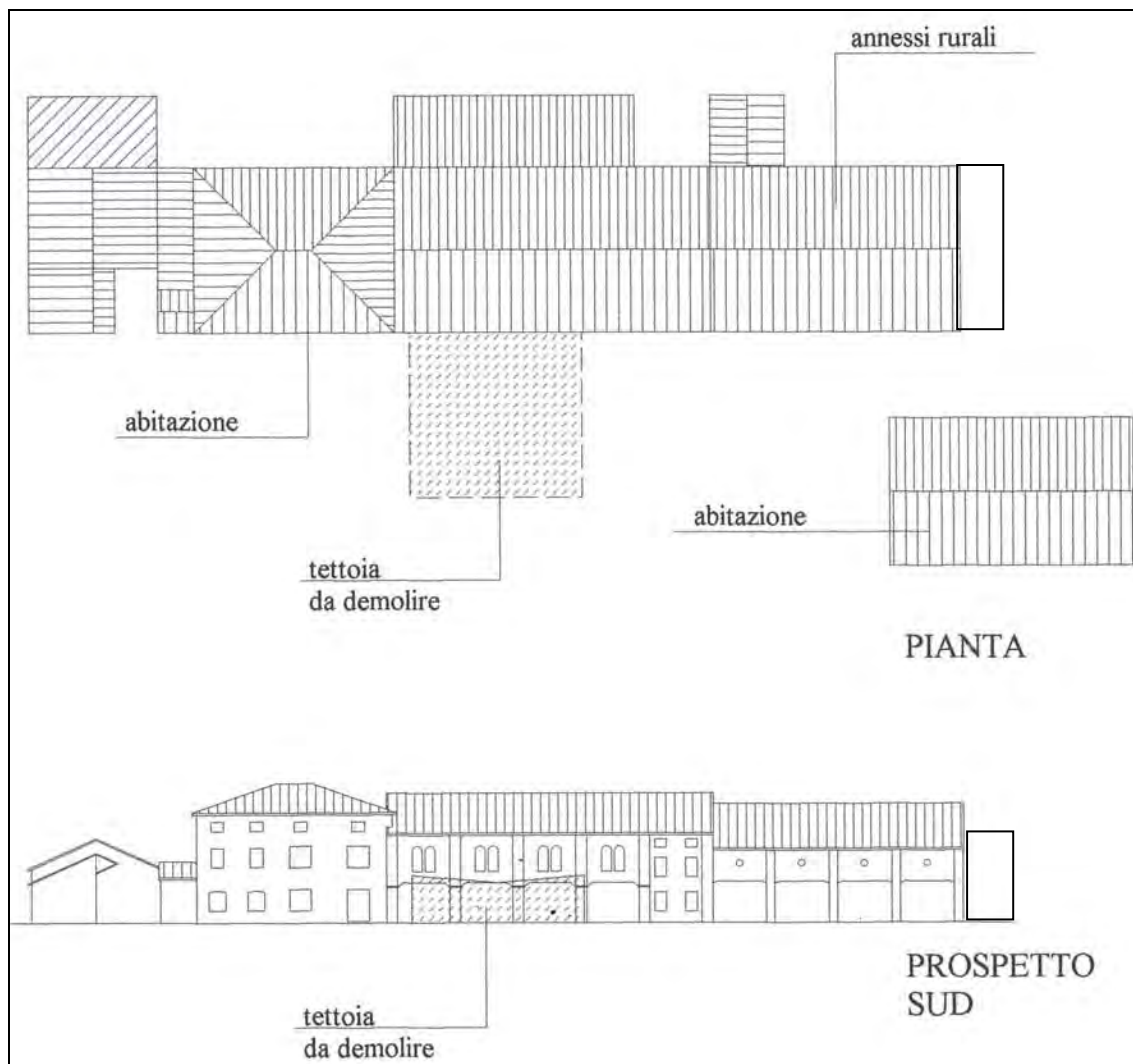 annessi rurali
abitazione
abitazione
tettoia
da demolire
PIANTA
PROSPETTO
SUD
tettoia
da demolire